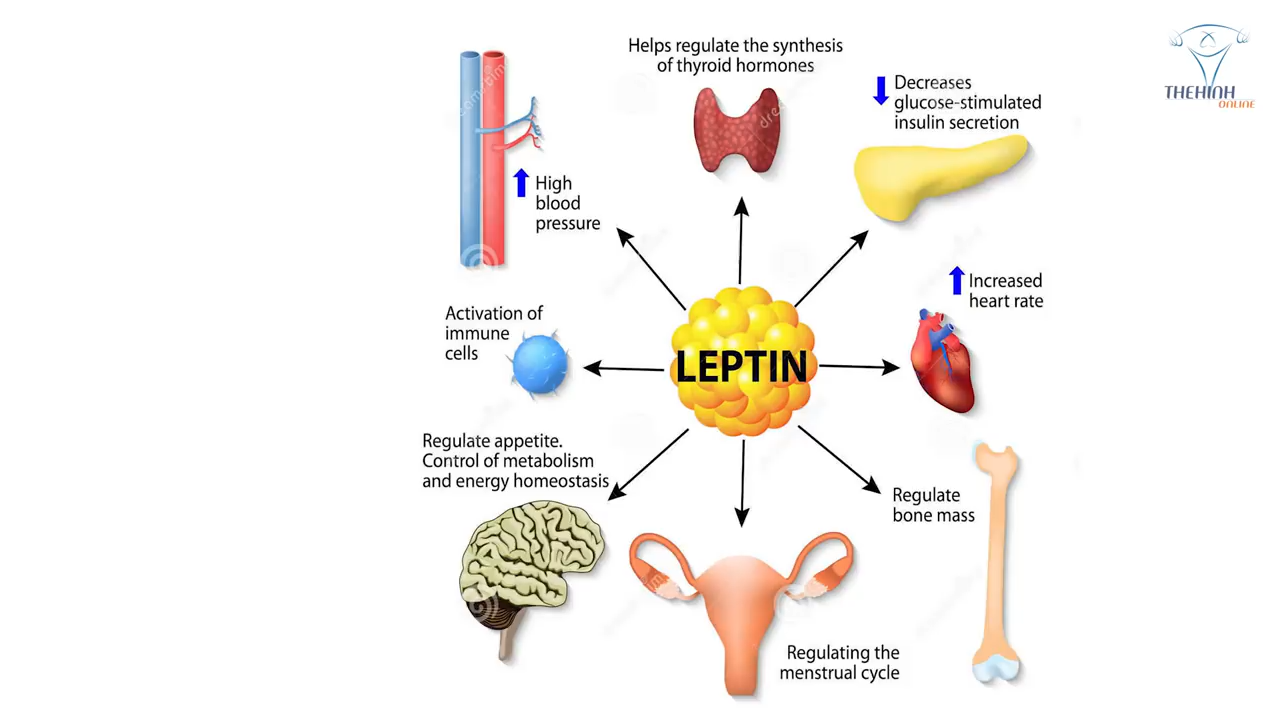 Helps regulate the synthesis
of thyroid hormones
Decreases
glucose-stimulated
insulin secretion
THEHINH
ONLINE
High
blood
pressure
Increased
heart rate
Activation of
immune
cells
LEPTIN
Regulate appetite.
Control of metabolism
and energy homeostasis
Regulate
bone mass
Regulating the
menstrual cycle